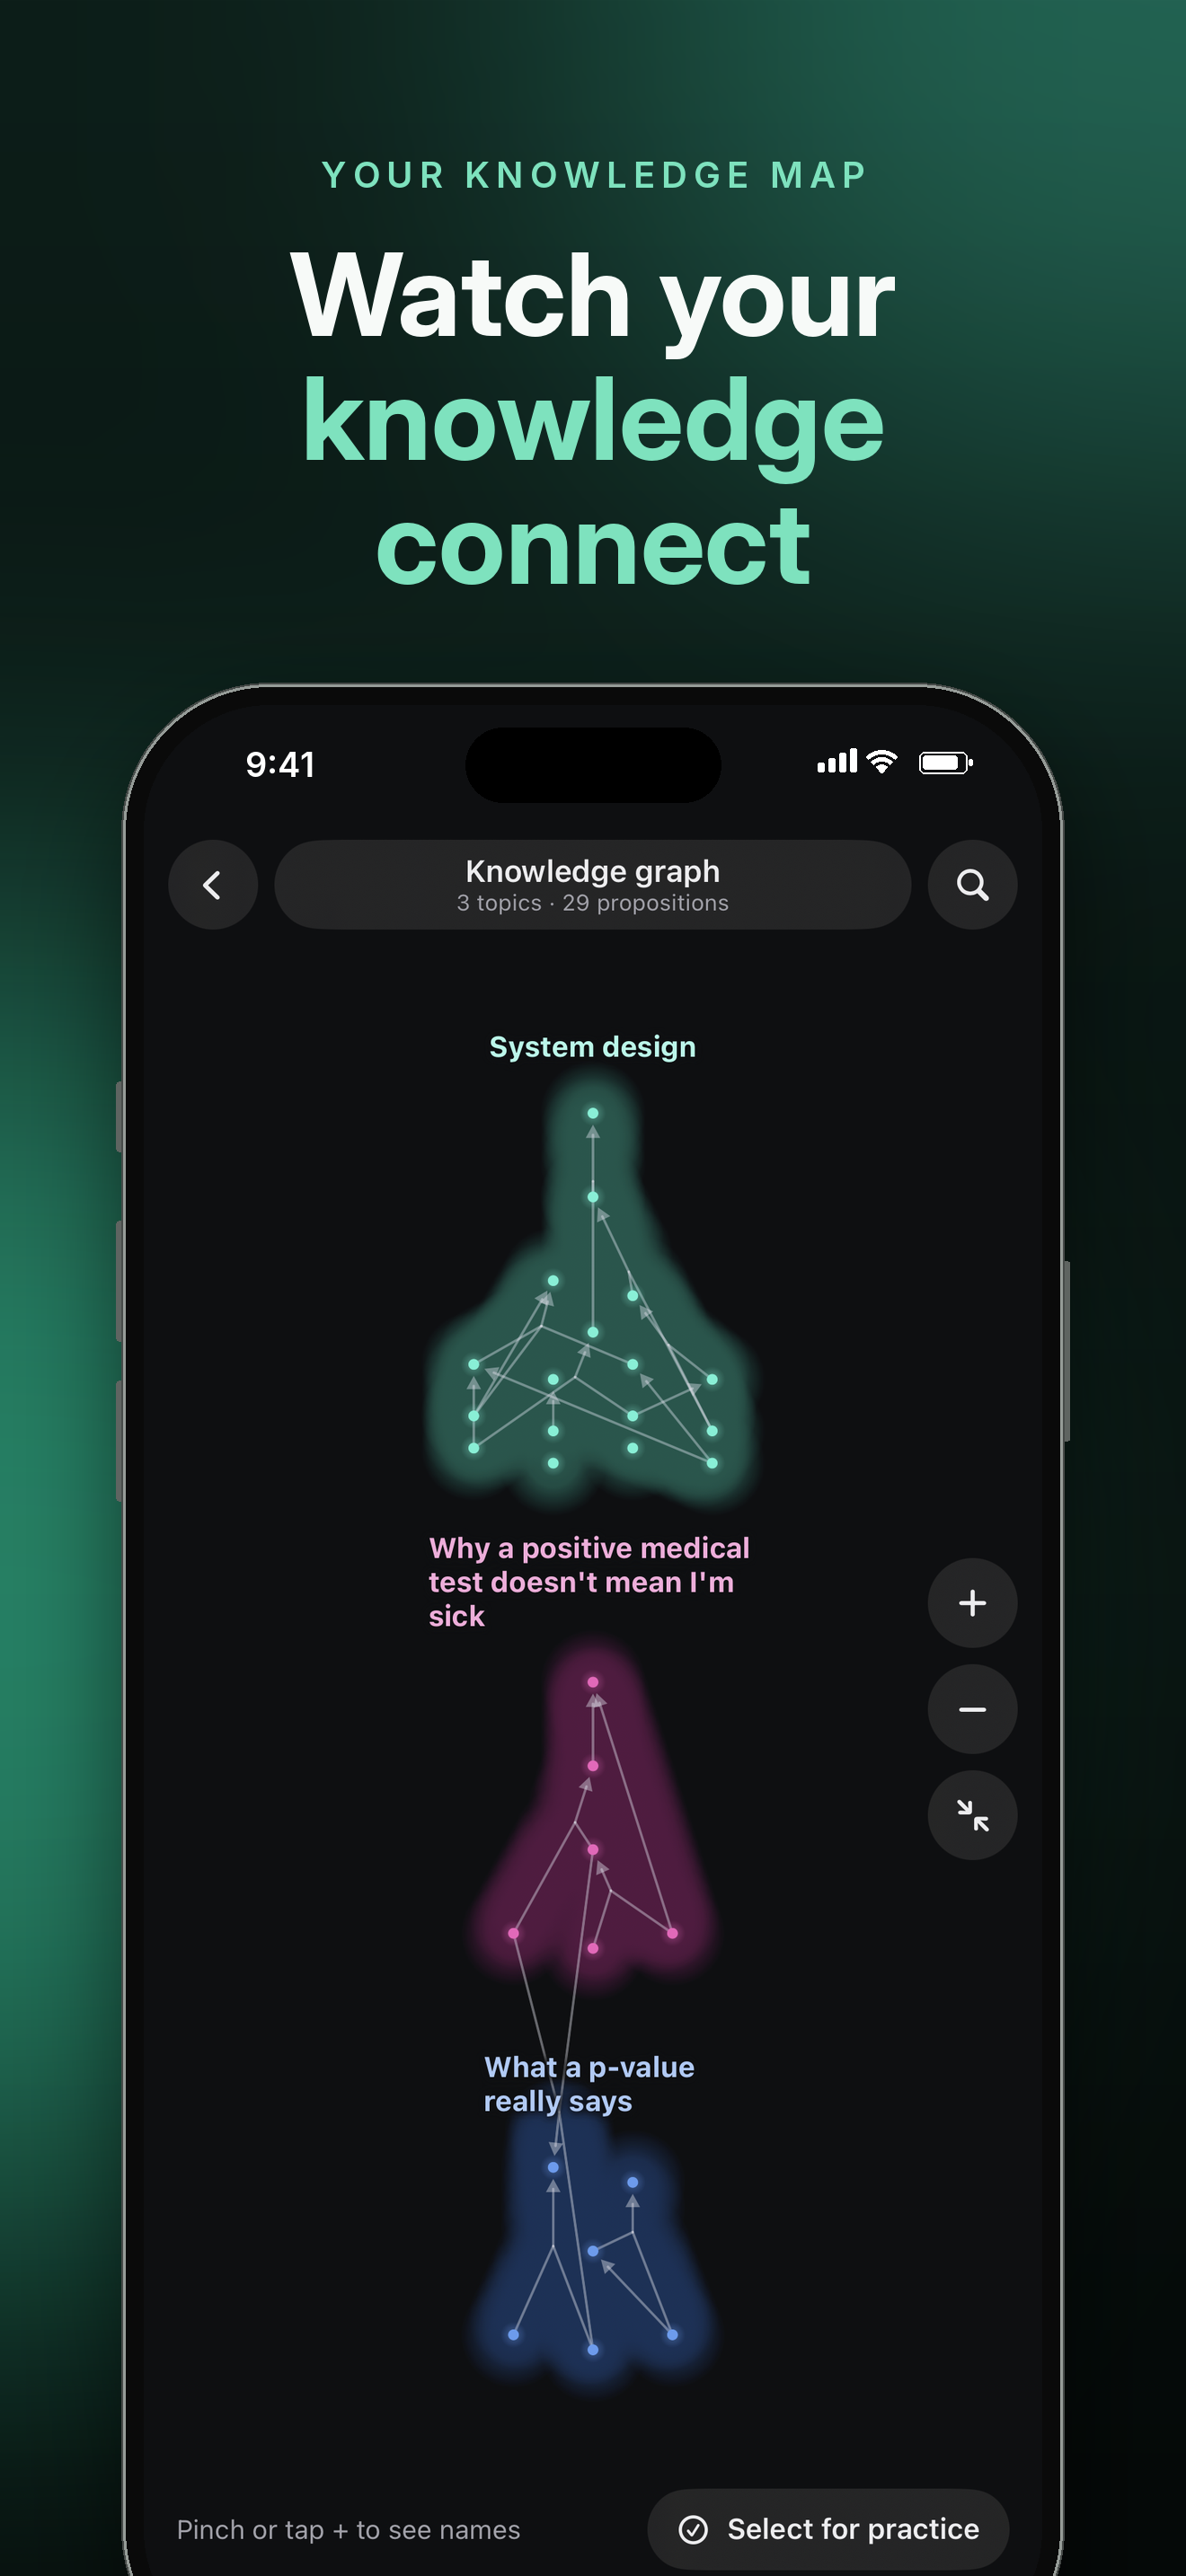 YOUR KNOWLEDGE MAP
Watch your
knowledge
connect
9:41
Knowledge graph
3 topics · 29 propositions
System design
Why a positive medical
test doesn't mean I'm
sick
What a p-value
really says
Pinch or tap + to see names
Select for practice